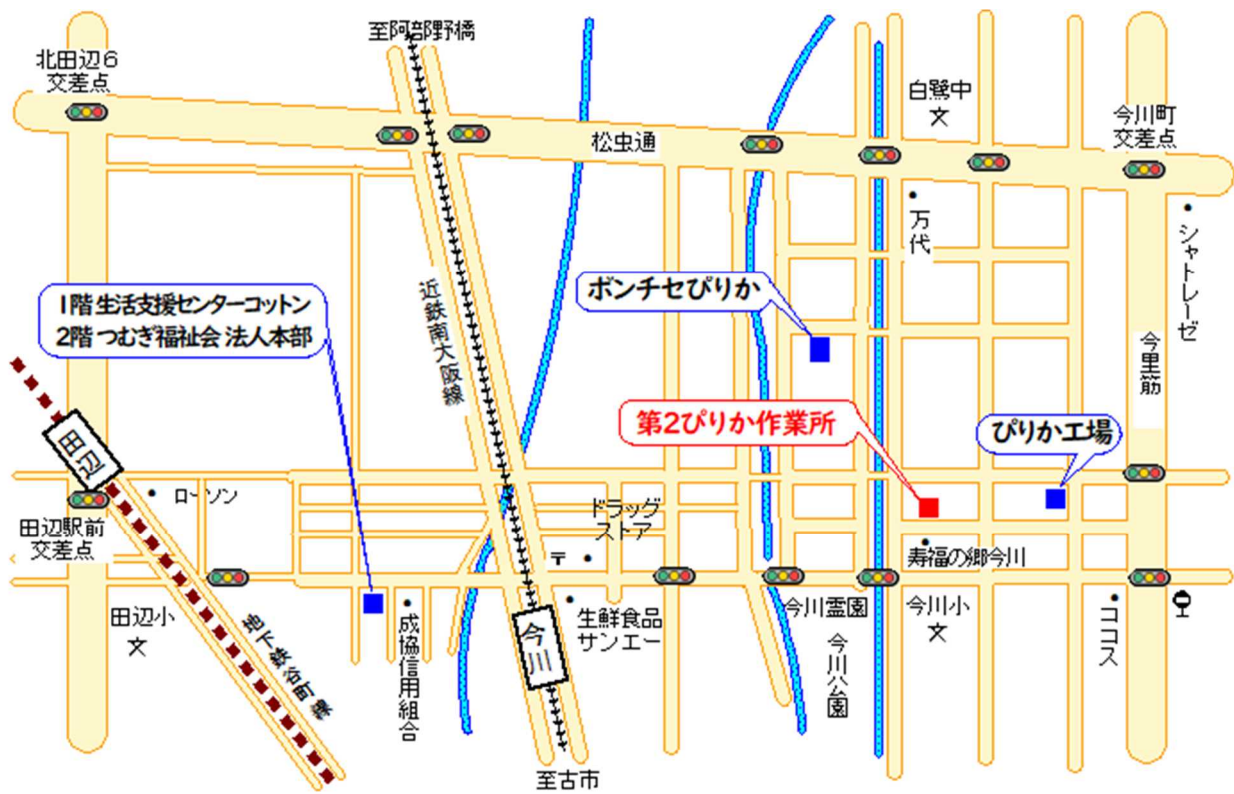 至阿部野橋
北田辺6
交差点
白鷺中
文
今川町
交差点
松虫通
万代
シャトレーゼ
近鉄南大阪線
ボンチセぴりか
1階 生活支援センターコットン
2階 つむぎ福祉会 法人本部
今里筋
第2ぴりか作業所
ぴりか工場
田辺
ローソン
ドラッグ
ストア
田辺駅前
交差点
〒
寿福の郷今川
田辺小
文
成協信用組合
今川
生鮮食品
サンエー
今川霊園
今川公園
今川小
文
ココス
地下鉄谷町線
至古市